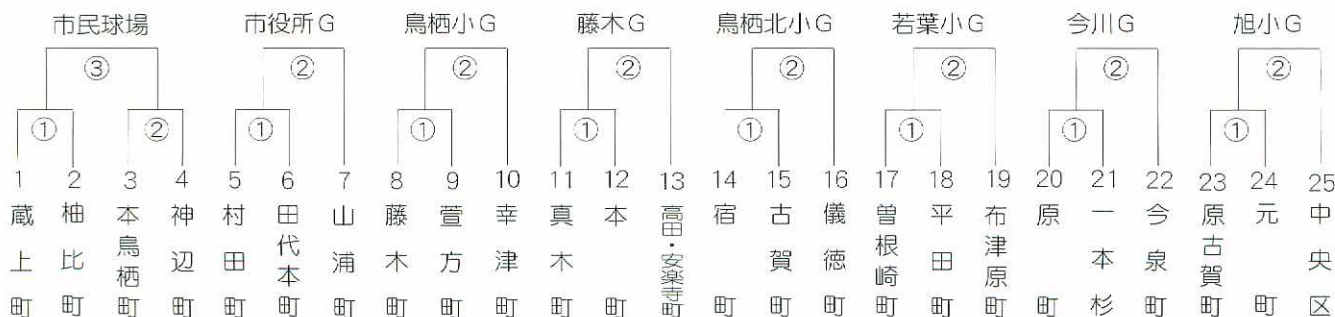 市民球場 市役所G 鳥栖小G 藤木G 鳥栖北小G 若葉小G 今川G 旭小G
③ ② ② ② ② ② ② ②
① ② ① ① ① ① ① ① ①
1 2 3 4 5 6 7 8 9 10 11 12 13 14 15 16 17 18 19 20 21 22 23 24 25
蔵上町
柚比町
本鳥栖町
神辺町
村田町
田代本町
山浦町
藤木町
萱方町
幸津町
真木町
本町
高田・安楽寺町
宿町
古賀町
儀徳町
曽根崎町
平田町
布津原町
原町
一本杉
今泉町
原古賀町
元町
中央区